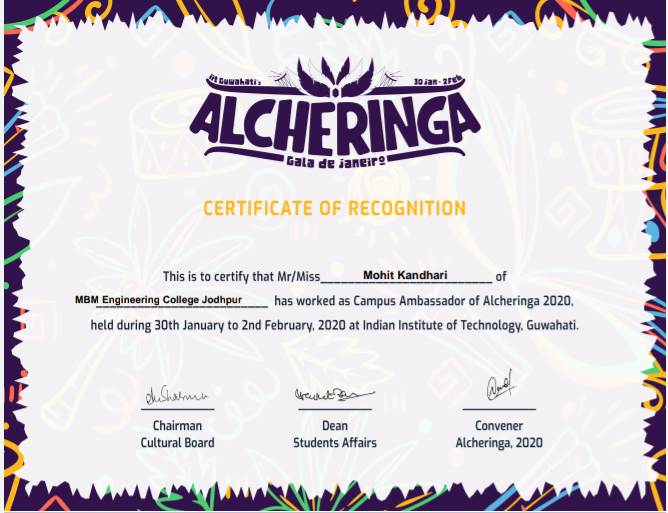 iit Guwahati's
30 Jan - 2 Feb
ALCHERINGA
Gala de janeiro
CERTIFICATE OF RECOGNITION
This is to certify that Mr/Miss Mohit Kandhari of
MBM Engineering College Jodhpur has worked as Campus Ambassador of Alcheringa 2020,
held during 30th January to 2nd February, 2020 at Indian Institute of Technology, Guwahati.
Chairman
Cultural Board
Dean
Students Affairs
Convener
Alcheringa, 2020